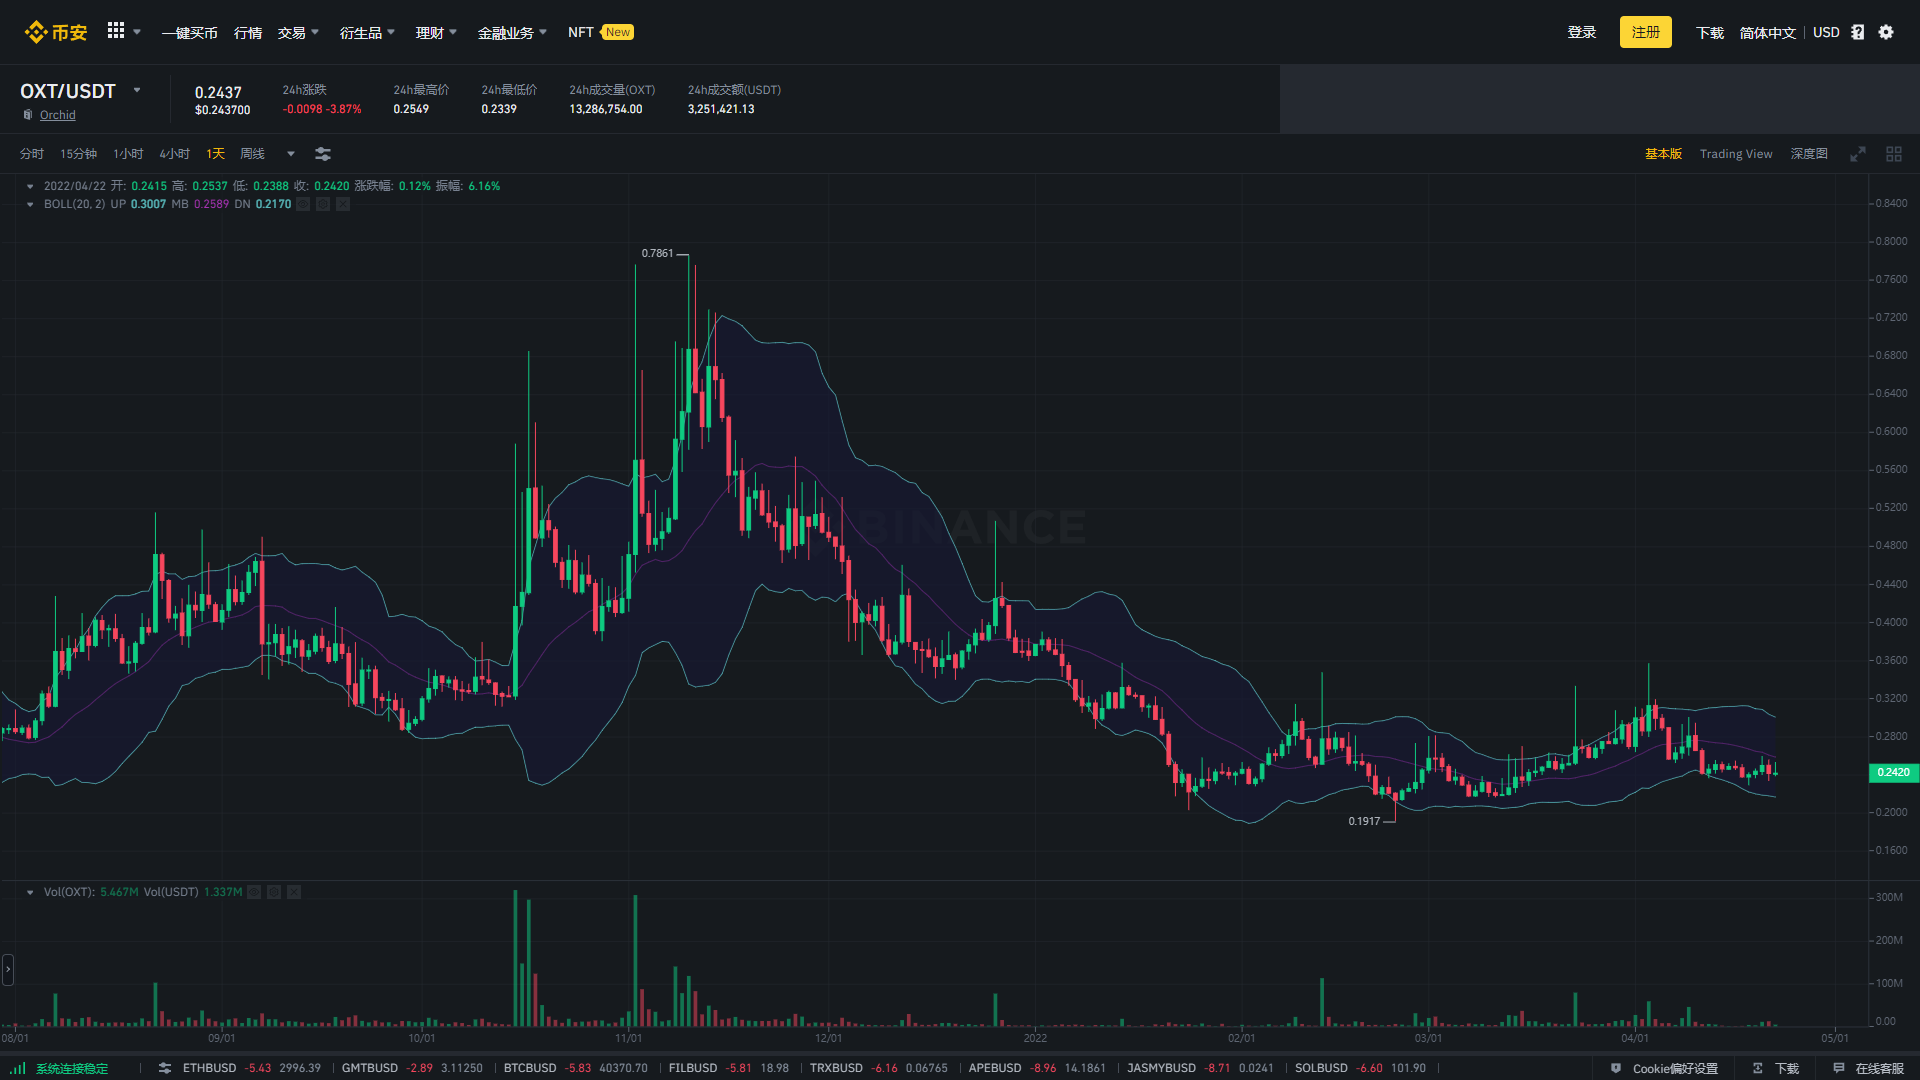 币安 一键买币 行情 交易 衍生品 理财 金融业务 NFT New 登录 注册 下载 简体中文 USD
OXT/USDT
Orchid
0.2437
$0.243700
24h涨跌
-0.0098 -3.87%
24h最高价
0.2549
24h最低价
0.2339
24h成交量(OXT)
13,286,754.00
24h成交额(USDT)
3,251,421.13
分时 15分钟 1小时 4小时 1天 周线 基本版 Trading View 深度图
2022/04/22 开: 0.2415 高: 0.2537 低: 0.2388 收: 0.2420 涨跌幅: 0.12% 振幅: 6.16%
BOLL(20, 2) UP 0.3007 MB 0.2589 DN 0.2170
0.7861
0.1917
BINANCE
0.8400
0.8000
0.7600
0.7200
0.6800
0.6400
0.6000
0.5600
0.5200
0.4800
0.4400
0.4000
0.3600
0.3200
0.2800
0.2420
0.2000
0.1600
Vol(OXT): 5.467M Vol(USDT) 1.337M
300M
200M
100M
0.00
08/01 09/01 10/01 11/01 12/01 2022 02/01 03/01 04/01 05/01
系统连接稳定 ETHBUSD -5.43 2996.39 GMTBUSD -2.89 3.11250 BTCBUSD -5.83 40370.70 FILBUSD -5.81 18.98 TRXBUSD -6.16 0.06765 APEBUSD -8.96 14.1861 JASMYBUSD -8.71 0.0241 SOLBUSD -6.60 101.90 Cookie偏好设置 下载 在线客服